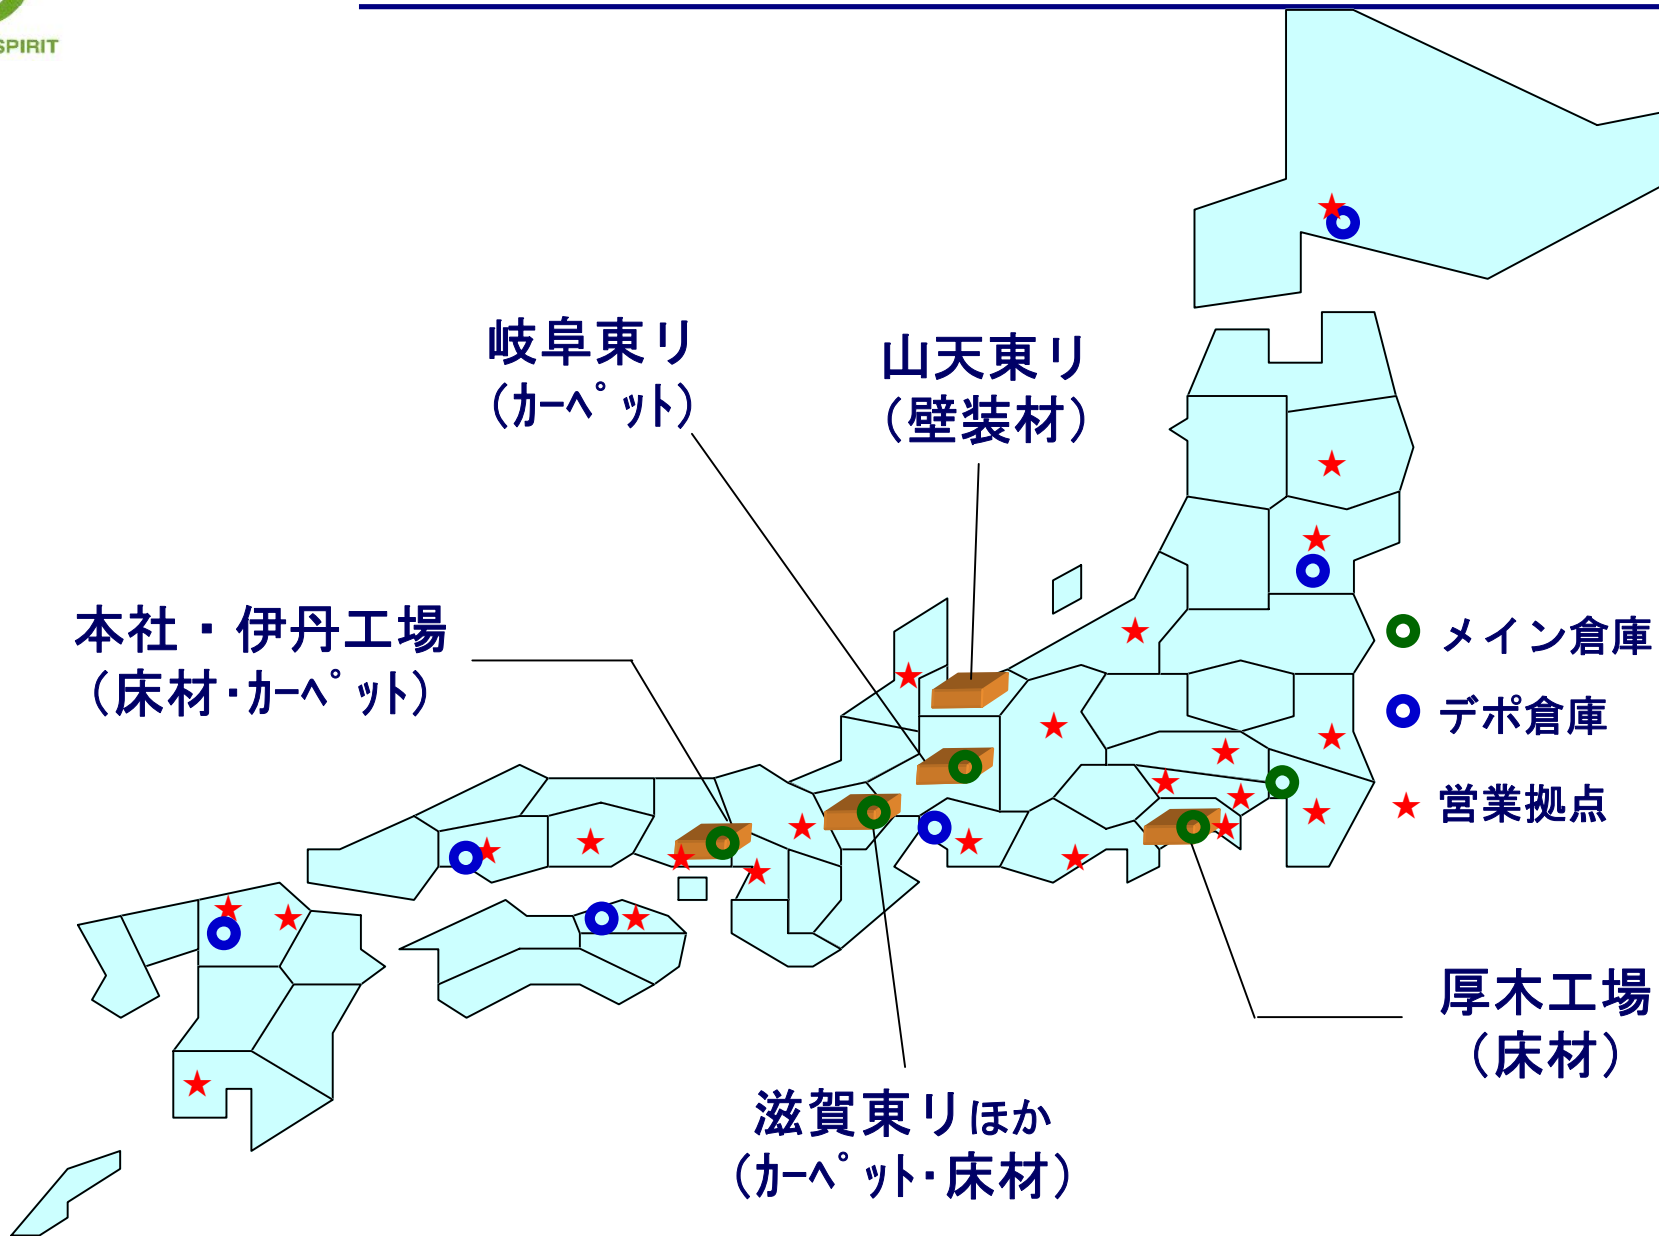 SPIRIT
岐阜東リ
（ｶｰﾍﾟｯﾄ）
山天東リ
（壁装材）
本社・伊丹工場
（床材・ｶｰﾍﾟｯﾄ）
メイン倉庫
デポ倉庫
営業拠点
厚木工場
（床材）
滋賀東リほか
（ｶｰﾍﾟｯﾄ・床材）